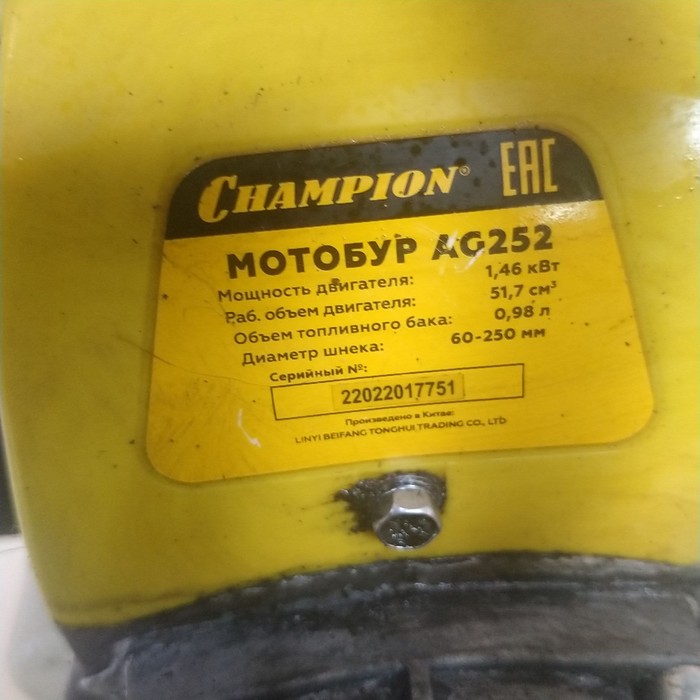 CHAMPION® EAC
МОТОБУР AG252
Мощность двигателя: 1,46 кВт
Раб. объем двигателя: 51,7 см³
Объем топливного бака: 0,98 л
Диаметр шнека: 60-250 мм
Серийный №:
22022017751
Произведено в Китае:
LINYI BEIFANG TONGHUI TRADING CO., LTD